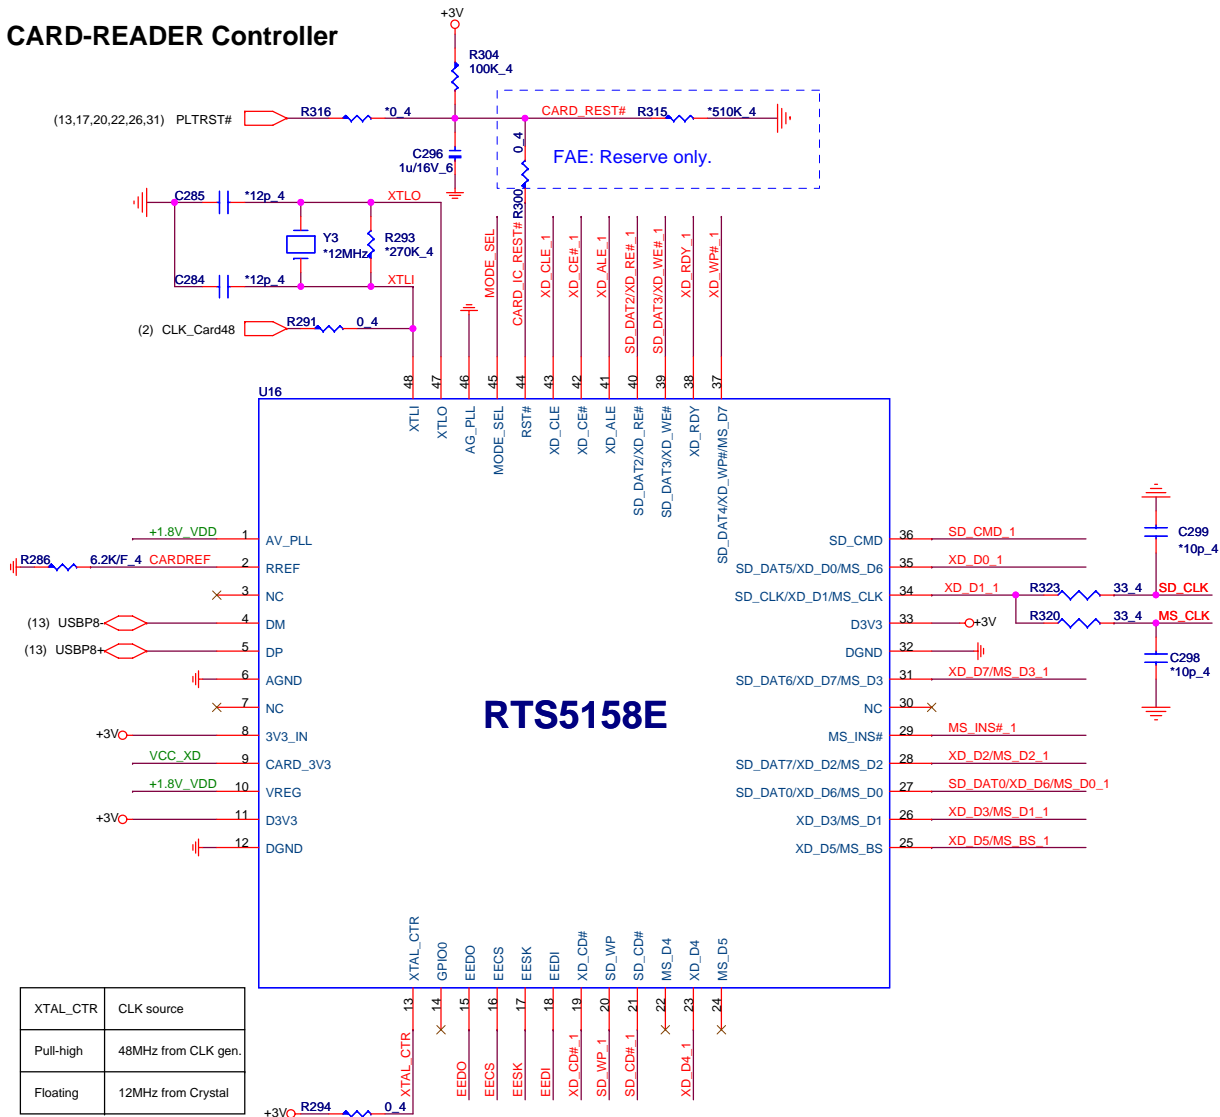 CARD-READER Controller
+3V
R304
100K_4
(13,17,20,22,26,31) PLTRST#
R316 *0_4
CARD_REST#
R315 *510K_4
C296
1u/16V_6
0_4
R300
FAE: Reserve only.
C285 *12p_4
XTLO
Y3
*12MHz
R293
*270K_4
C284 *12p_4
XTLI
(2) CLK_Card48
R291 0_4
MODE_SEL
CARD_IC_REST#
XD_CLE_1
XD_CE#_1
XD_ALE_1
SD_DAT2/XD_RE#_1
SD_DAT3/XD_WE#_1
XD_RDY_1
XD_WP#_1
48
47
46
45
44
43
42
41
40
39
38
37
U16
XTLI
XTLO
AG_PLL
MODE_SEL
RST#
XD_CLE
XD_CE#
XD_ALE
SD_DAT2/XD_RE#
SD_DAT3/XD_WE#
XD_RDY
SD_DAT4/XD_WP#/MS_D7
+1.8V_VDD 1 AV_PLL
R286 6.2K/F_4 CARDREF 2 RREF
3 NC
(13) USBP8- 4 DM
(13) USBP8+ 5 DP
6 AGND
7 NC
+3V 8 3V3_IN
VCC_XD 9 CARD_3V3
+1.8V_VDD 10 VREG
+3V 11 D3V3
12 DGND
RTS5158E
SD_CMD 36 SD_CMD_1
SD_DAT5/XD_D0/MS_D6 35 XD_D0_1
SD_CLK/XD_D1/MS_CLK 34 XD_D1_1
D3V3 33 +3V
DGND 32
SD_DAT6/XD_D7/MS_D3 31 XD_D7/MS_D3_1
NC 30
MS_INS# 29 MS_INS#_1
SD_DAT7/XD_D2/MS_D2 28 XD_D2/MS_D2_1
SD_DAT0/XD_D6/MS_D0 27 SD_DAT0/XD_D6/MS_D0_1
XD_D3/MS_D1 26 XD_D3/MS_D1_1
XD_D5/MS_BS 25 XD_D5/MS_BS_1
C299
*10p_4
R323 33_4 SD_CLK
R320 33_4 MS_CLK
C298
*10p_4
XTAL_CTR
GPIO0
EEDO
EECS
EESK
EEDI
XD_CD#
SD_WP
SD_CD#
MS_D4
XD_D4
MS_D5
13
14
15
16
17
18
19
20
21
22
23
24
XTAL_CTR
EEDO
EECS
EESK
EEDI
XD_CD#_1
SD_WP_1
SD_CD#_1
XD_D4_1
+3V R294 0_4
XTAL_CTR CLK source
Pull-high 48MHz from CLK gen.
Floating 12MHz from Crystal